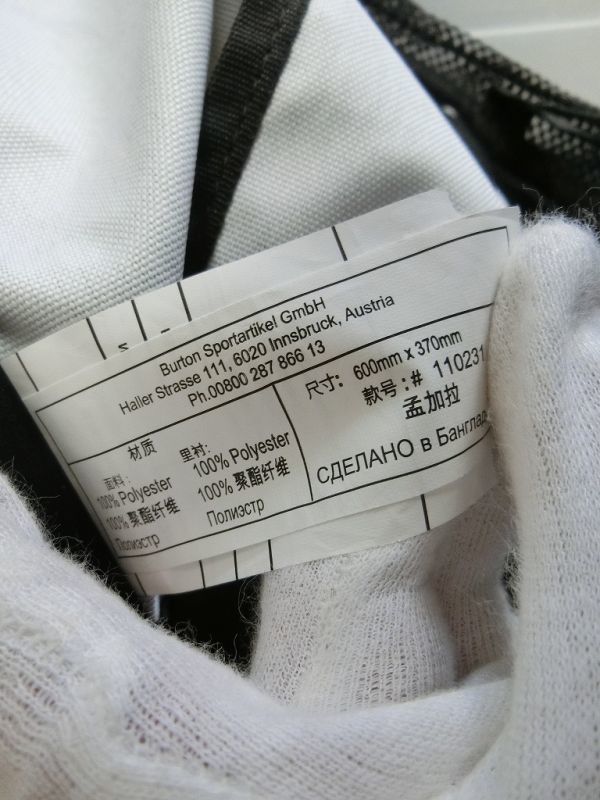 Burton Sportartikel GmbH
Haller Strasse 111, 6020 Innsbruck, Austria
Ph.00800 287 866 13
材质
面料:
100% Polyester
100% 聚酯纤维
Полиэстр
里衬:
100% Polyester
100% 聚酯纤维
Полиэстр
尺寸: 600mm x 370mm
款号:# 110231
孟加拉
СДЕЛАНО в